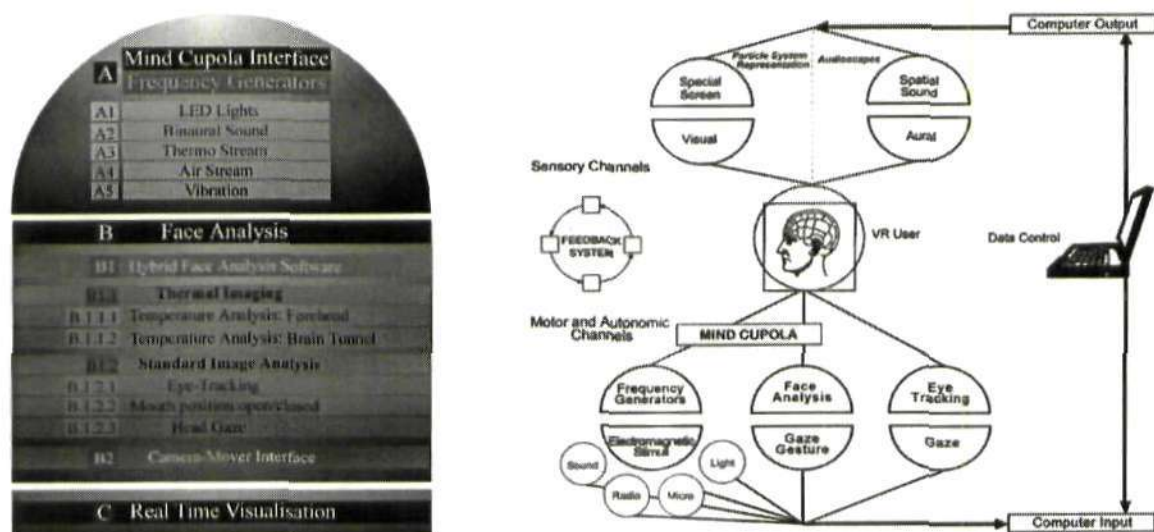 A Mind Cupola Interface
Frequency Generators
A1 LED Lights
A2 Binaural Sound
A3 Thermo Stream
A4 Air Stream
A5 Vibration
B Face Analysis
B1 Hybrid Face Analysis Software
Thermal Imaging
B.1.1.1 Temperature Analysis: Forehead
B.1.1.2 Temperature Analysis: Brain Tunnel
B1.2 Standard Image Analysis
B.1.2.1 Eye-Tracking
B.1.2.2 Mouth position open/closed
B.1.2.3 Head Gaze
B2 Camera-Mover Interface
C Real Time Visualisation
Computer Output
Particle System
Representation
Audioscapes
Special
Screen
Visual
Spatial
Sound
Aural
Sensory Channels
FEEDBACK
SYSTEM
VR User
Data Control
Motor and Autonomic
Channels
MIND CUPOLA
Frequency
Generators
Electromagnetic
Stimuli
Face
Analysis
Gaze
Gesture
Eye
Tracking
Gaze
Sound
Radio
Micro
Light
Computer Input